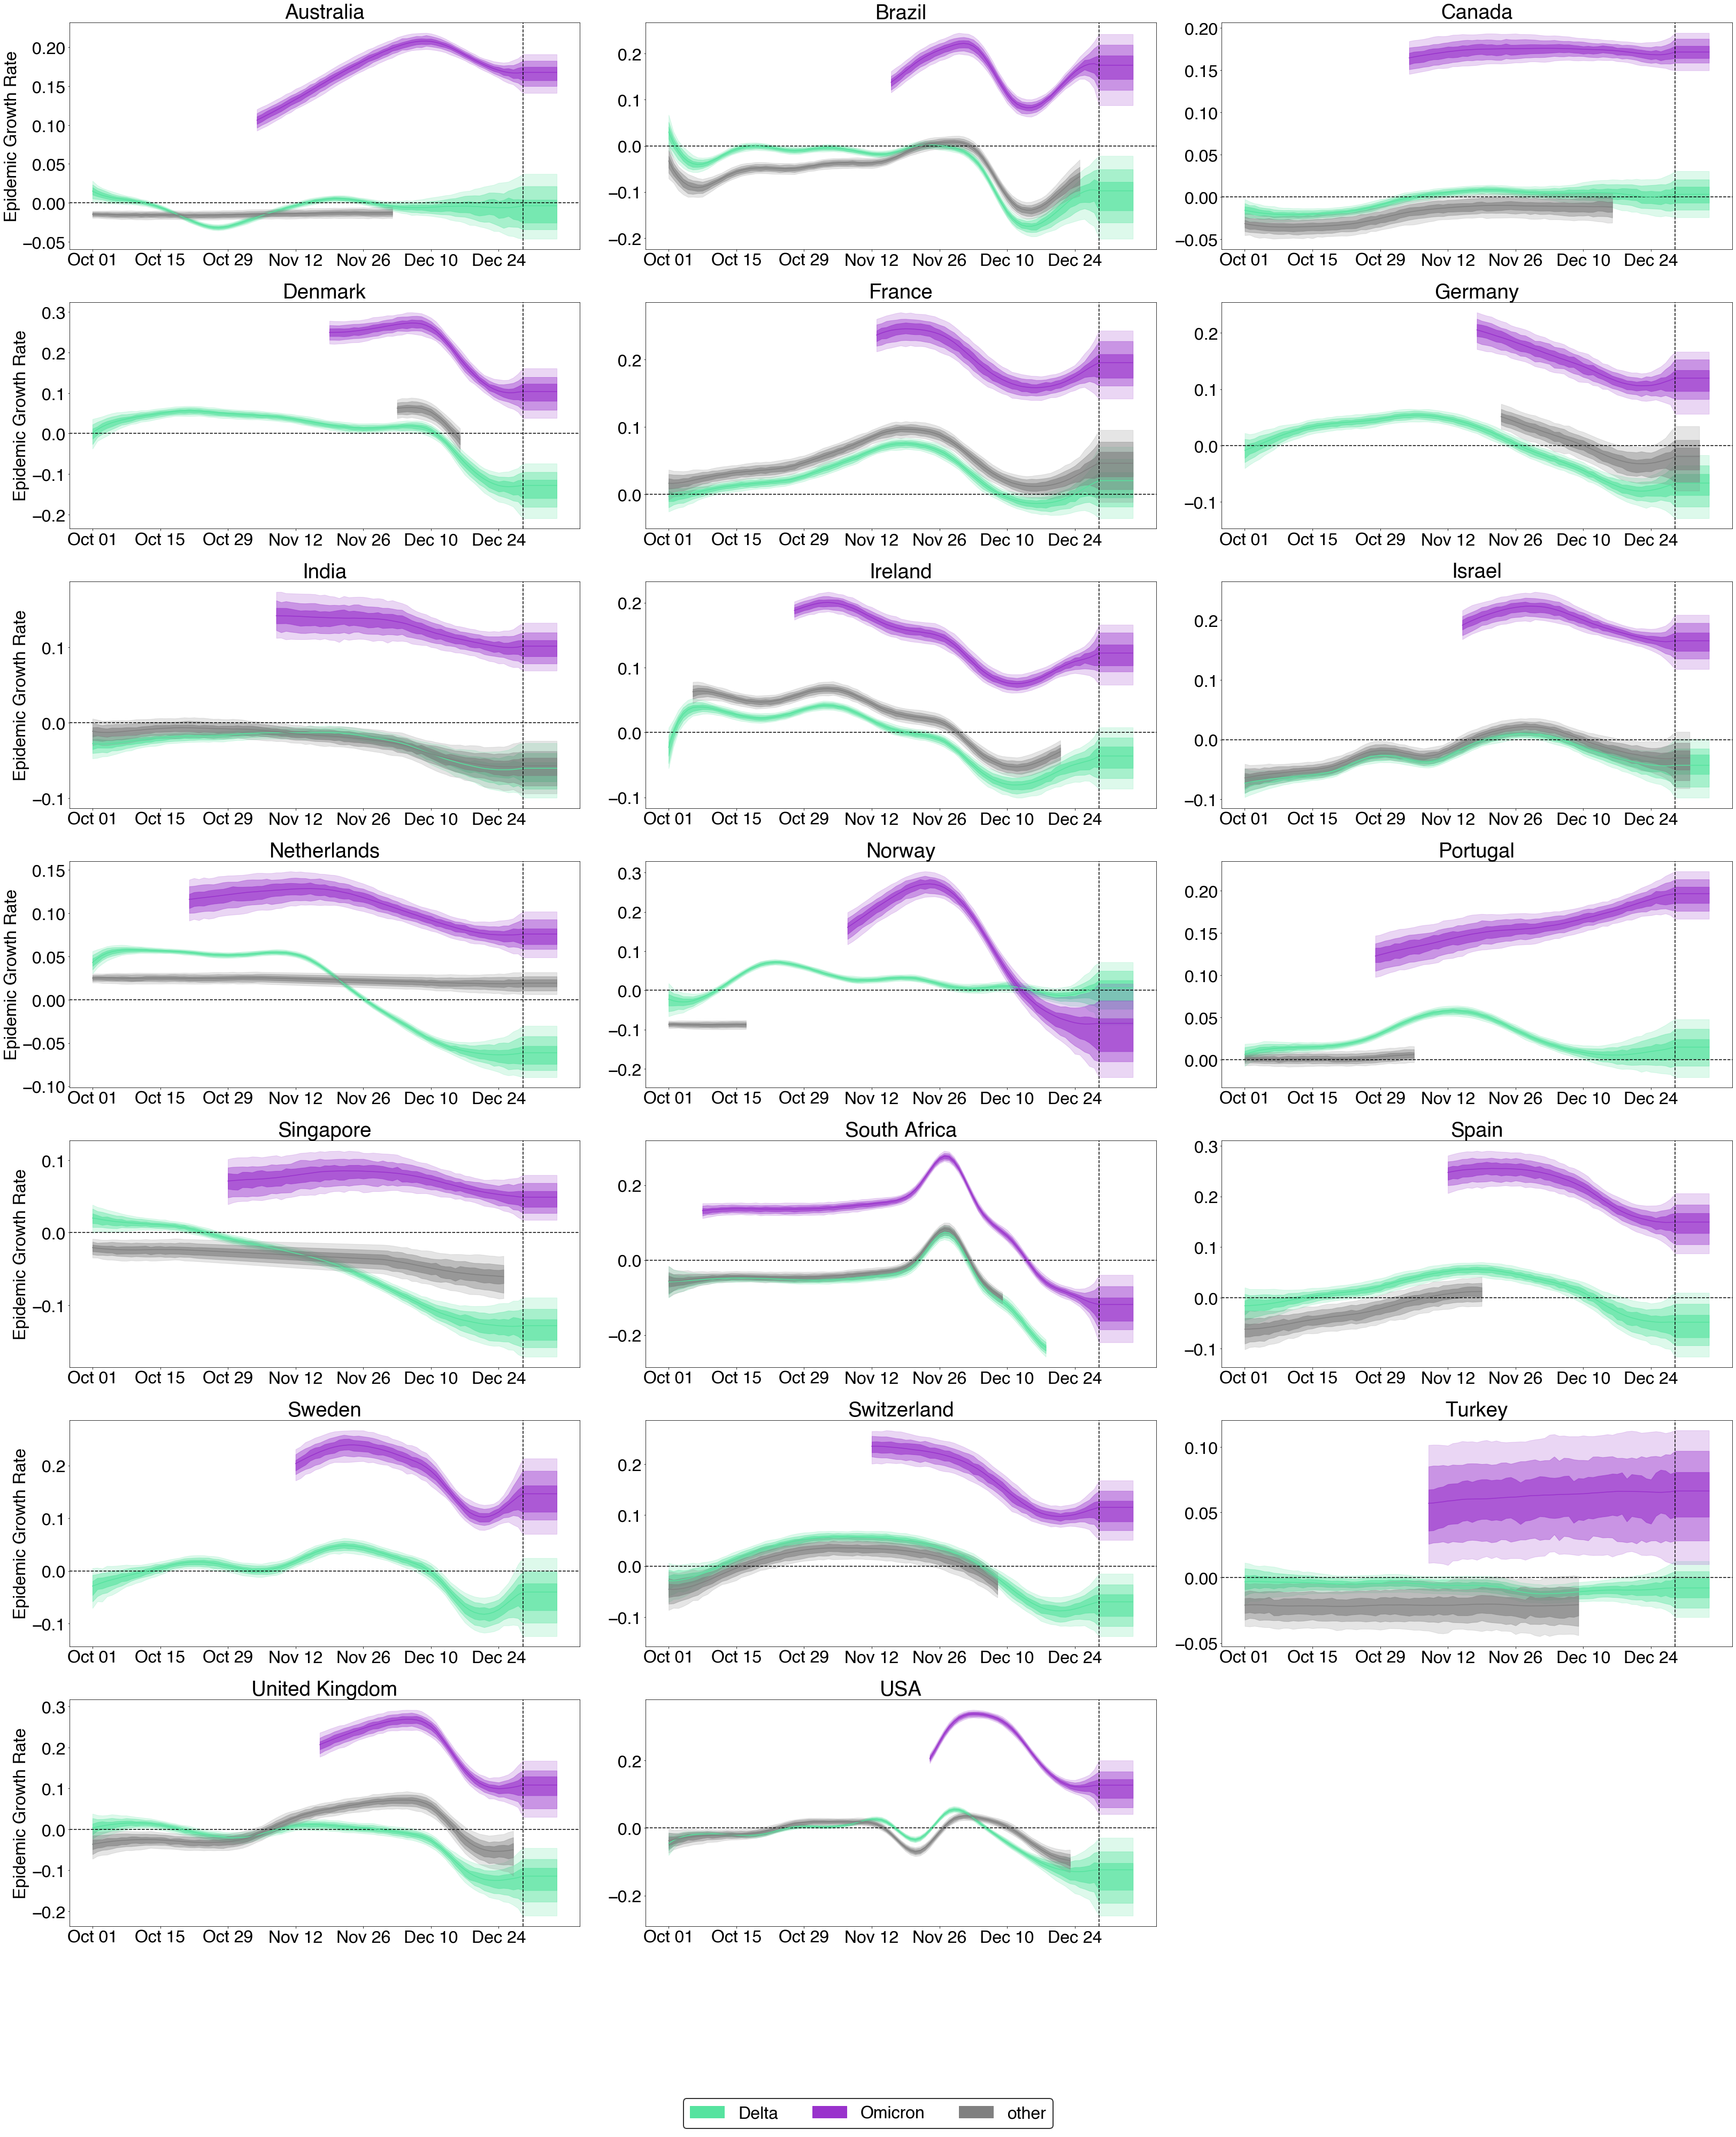 Australia
Brazil
Canada
Epidemic Growth Rate
0.20
0.15
0.10
0.05
0.00
−0.05
Oct 01 Oct 15 Oct 29 Nov 12 Nov 26 Dec 10 Dec 24
0.2
0.1
0.0
−0.1
−0.2
Oct 01 Oct 15 Oct 29 Nov 12 Nov 26 Dec 10 Dec 24
0.20
0.15
0.10
0.05
0.00
−0.05
Oct 01 Oct 15 Oct 29 Nov 12 Nov 26 Dec 10 Dec 24
Denmark
France
Germany
Epidemic Growth Rate
0.3
0.2
0.1
0.0
−0.1
−0.2
Oct 01 Oct 15 Oct 29 Nov 12 Nov 26 Dec 10 Dec 24
0.2
0.1
0.0
Oct 01 Oct 15 Oct 29 Nov 12 Nov 26 Dec 10 Dec 24
0.2
0.1
0.0
−0.1
Oct 01 Oct 15 Oct 29 Nov 12 Nov 26 Dec 10 Dec 24
India
Ireland
Israel
Epidemic Growth Rate
0.1
0.0
−0.1
Oct 01 Oct 15 Oct 29 Nov 12 Nov 26 Dec 10 Dec 24
0.2
0.1
0.0
−0.1
Oct 01 Oct 15 Oct 29 Nov 12 Nov 26 Dec 10 Dec 24
0.2
0.1
0.0
−0.1
Oct 01 Oct 15 Oct 29 Nov 12 Nov 26 Dec 10 Dec 24
Netherlands
Norway
Portugal
Epidemic Growth Rate
0.15
0.10
0.05
0.00
−0.05
−0.10
Oct 01 Oct 15 Oct 29 Nov 12 Nov 26 Dec 10 Dec 24
0.3
0.2
0.1
0.0
−0.1
−0.2
Oct 01 Oct 15 Oct 29 Nov 12 Nov 26 Dec 10 Dec 24
0.20
0.15
0.10
0.05
0.00
Oct 01 Oct 15 Oct 29 Nov 12 Nov 26 Dec 10 Dec 24
Singapore
South Africa
Spain
Epidemic Growth Rate
0.1
0.0
−0.1
Oct 01 Oct 15 Oct 29 Nov 12 Nov 26 Dec 10 Dec 24
0.2
0.0
−0.2
Oct 01 Oct 15 Oct 29 Nov 12 Nov 26 Dec 10 Dec 24
0.3
0.2
0.1
0.0
−0.1
Oct 01 Oct 15 Oct 29 Nov 12 Nov 26 Dec 10 Dec 24
Sweden
Switzerland
Turkey
Epidemic Growth Rate
0.2
0.1
0.0
−0.1
Oct 01 Oct 15 Oct 29 Nov 12 Nov 26 Dec 10 Dec 24
0.2
0.1
0.0
−0.1
Oct 01 Oct 15 Oct 29 Nov 12 Nov 26 Dec 10 Dec 24
0.10
0.05
0.00
−0.05
Oct 01 Oct 15 Oct 29 Nov 12 Nov 26 Dec 10 Dec 24
United Kingdom
USA
Epidemic Growth Rate
0.3
0.2
0.1
0.0
−0.1
−0.2
Oct 01 Oct 15 Oct 29 Nov 12 Nov 26 Dec 10 Dec 24
0.2
0.0
−0.2
Oct 01 Oct 15 Oct 29 Nov 12 Nov 26 Dec 10 Dec 24
Delta Omicron other